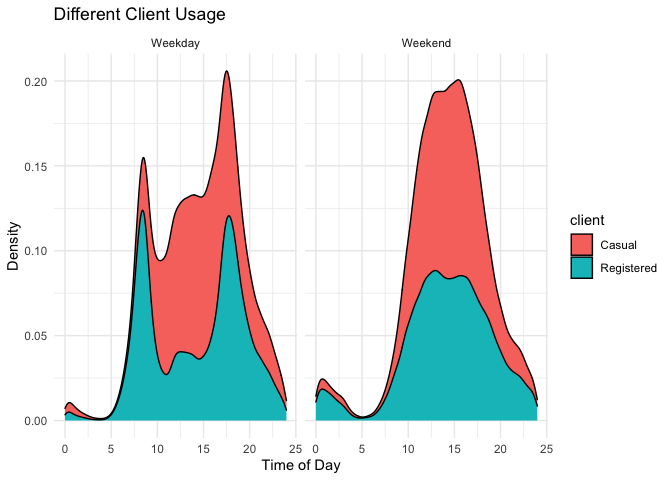 Different Client Usage
Weekday
Weekend
0.20
0.15
0.10
0.05
0.00
Density
0 5 10 15 20 25
0 5 10 15 20 25
Time of Day
client
Casual
Registered